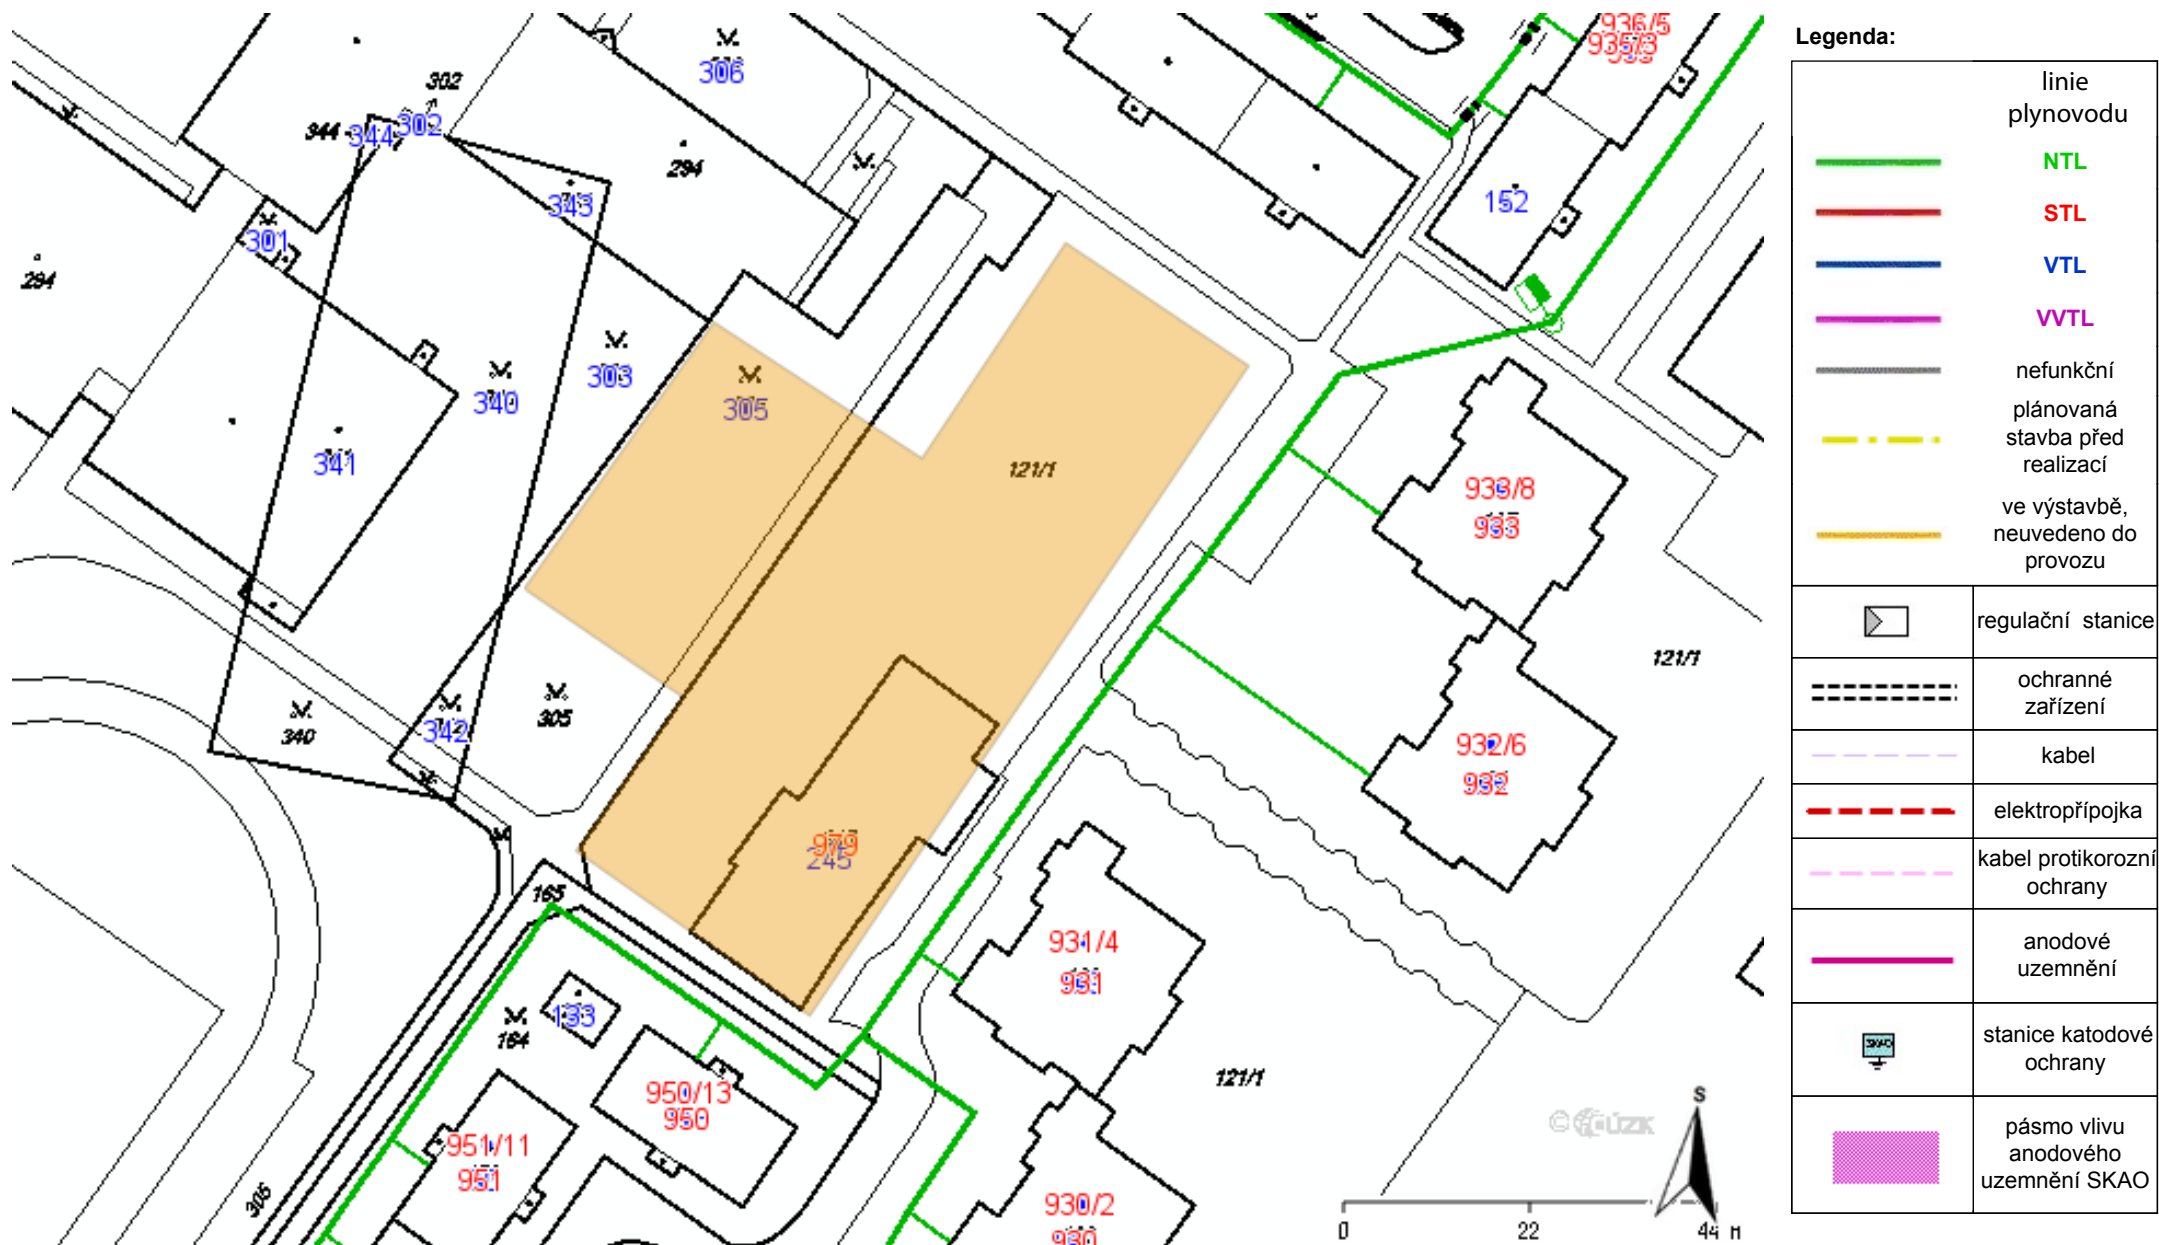 936/5
935/3
306
302
344
344
302
294
343
152
301
294
303
340
305
341
121/1
933/8
933
121/1
342
305
340
932/6
932
979
245
165
931/4
931
133
164
121/1
950/13
950
951/11
951
306
930/2
930
S
0
22
44 m
© ČÚZK
Legenda:
linie
plynovodu
NTL
STL
VTL
VVTL
nefunkční
plánovaná
stavba před
realizací
ve výstavbě,
neuvedeno do
provozu
regulační stanice
ochranné
zařízení
kabel
elektropřípojka
kabel protikorozní
ochrany
anodové
uzemnění
SKAO
stanice katodové
ochrany
pásmo vlivu
anodového
uzemnění SKAO